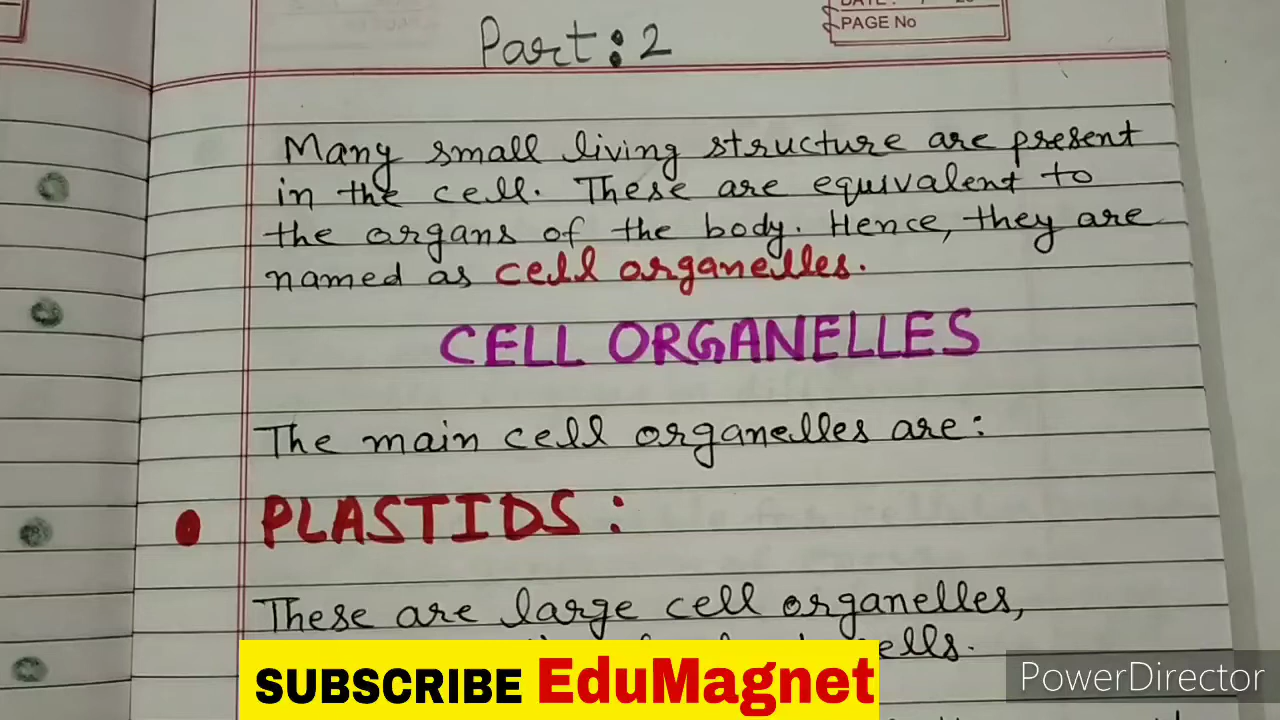 PAGE No
Part: 2
Many small living structure are present
in the cell. These are equivalent to
the organs of the body. Hence, they are
named as cell organelles.
CELL ORGANELLES
The main cell organelles are:
• PLASTIDS:
These are large cell organelles,
cells.
SUBSCRIBE EduMagnet
PowerDirector